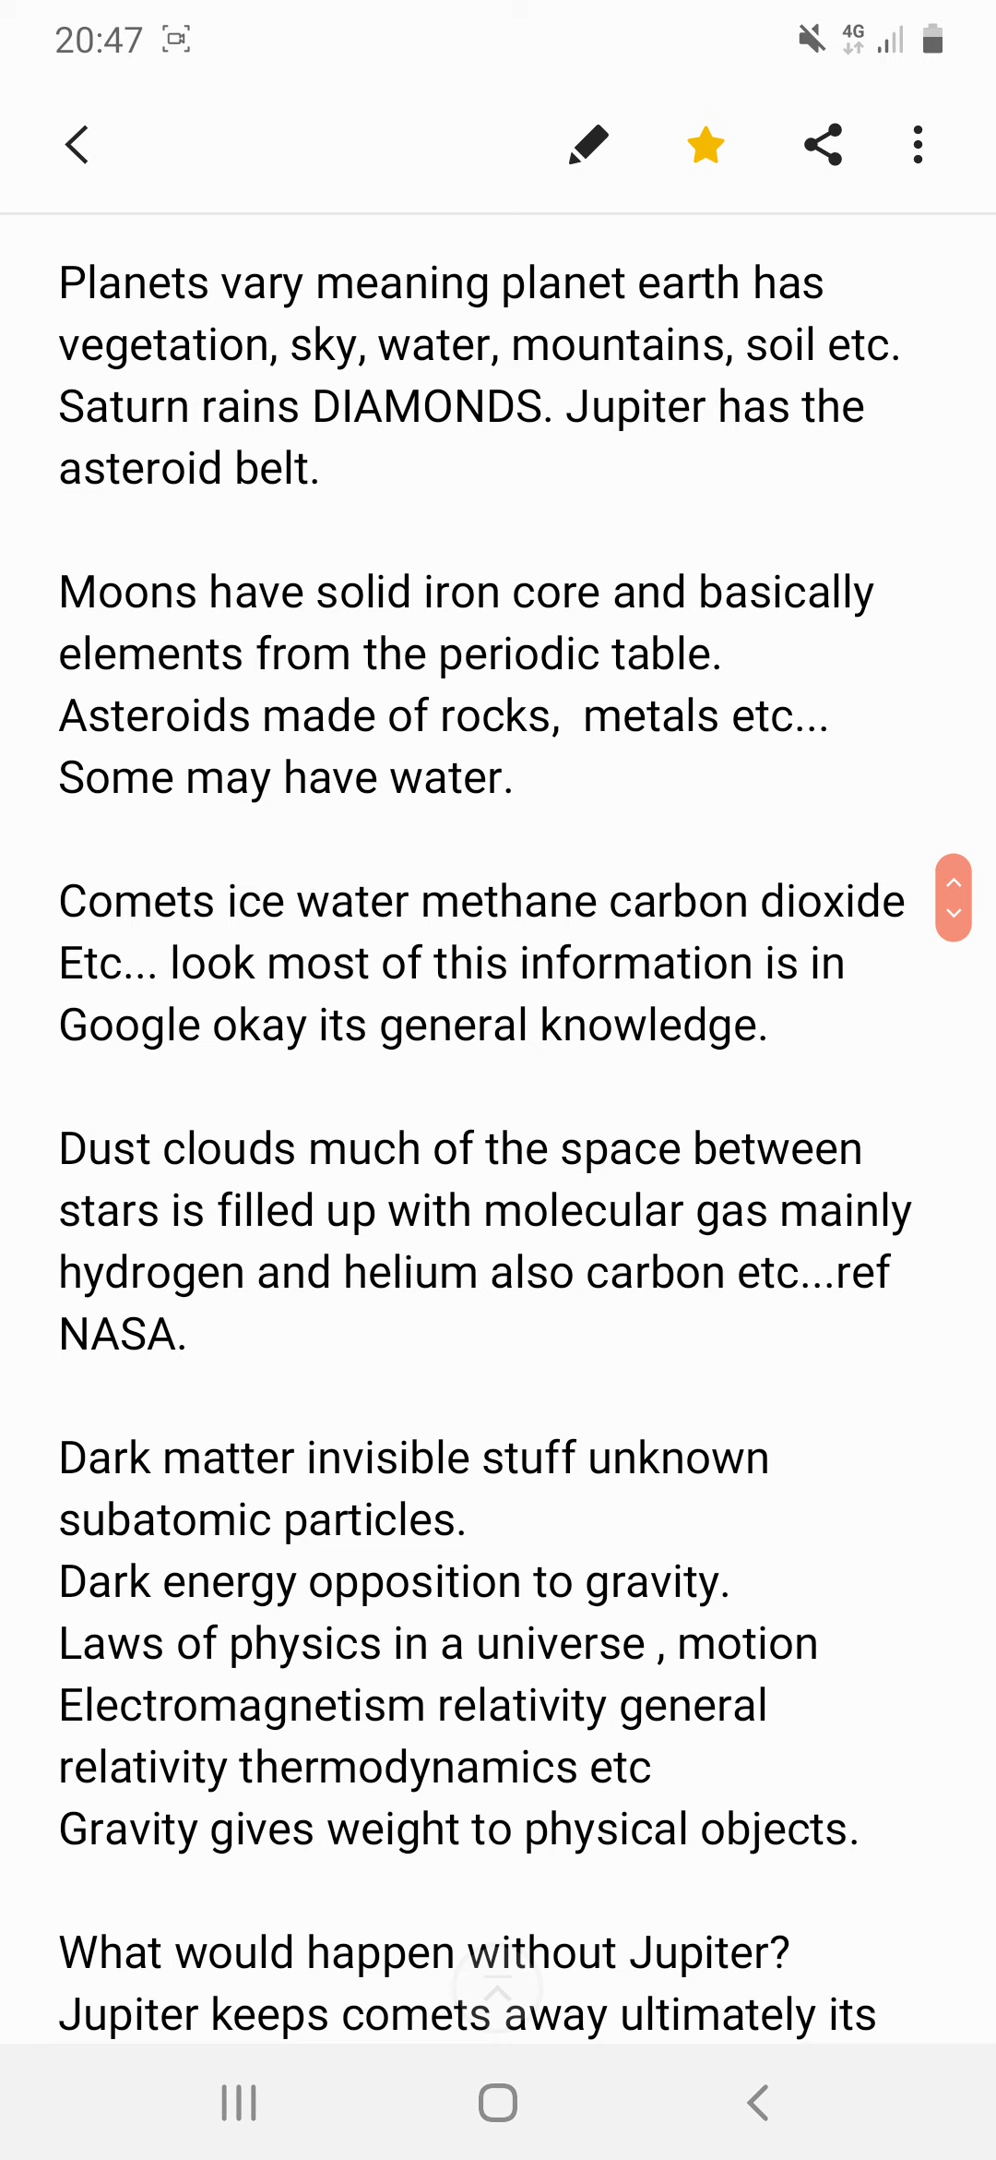 20:47
4G
Planets vary meaning planet earth has
vegetation, sky, water, mountains, soil etc.
Saturn rains DIAMONDS. Jupiter has the
asteroid belt.
Moons have solid iron core and basically
elements from the periodic table.
Asteroids made of rocks,  metals etc...
Some may have water.
Comets ice water methane carbon dioxide
Etc... look most of this information is in
Google okay its general knowledge.
Dust clouds much of the space between
stars is filled up with molecular gas mainly
hydrogen and helium also carbon etc...ref
NASA.
Dark matter invisible stuff unknown
subatomic particles.
Dark energy opposition to gravity.
Laws of physics in a universe , motion
Electromagnetism relativity general
relativity thermodynamics etc
Gravity gives weight to physical objects.
What would happen without Jupiter?
Jupiter keeps comets away ultimately its